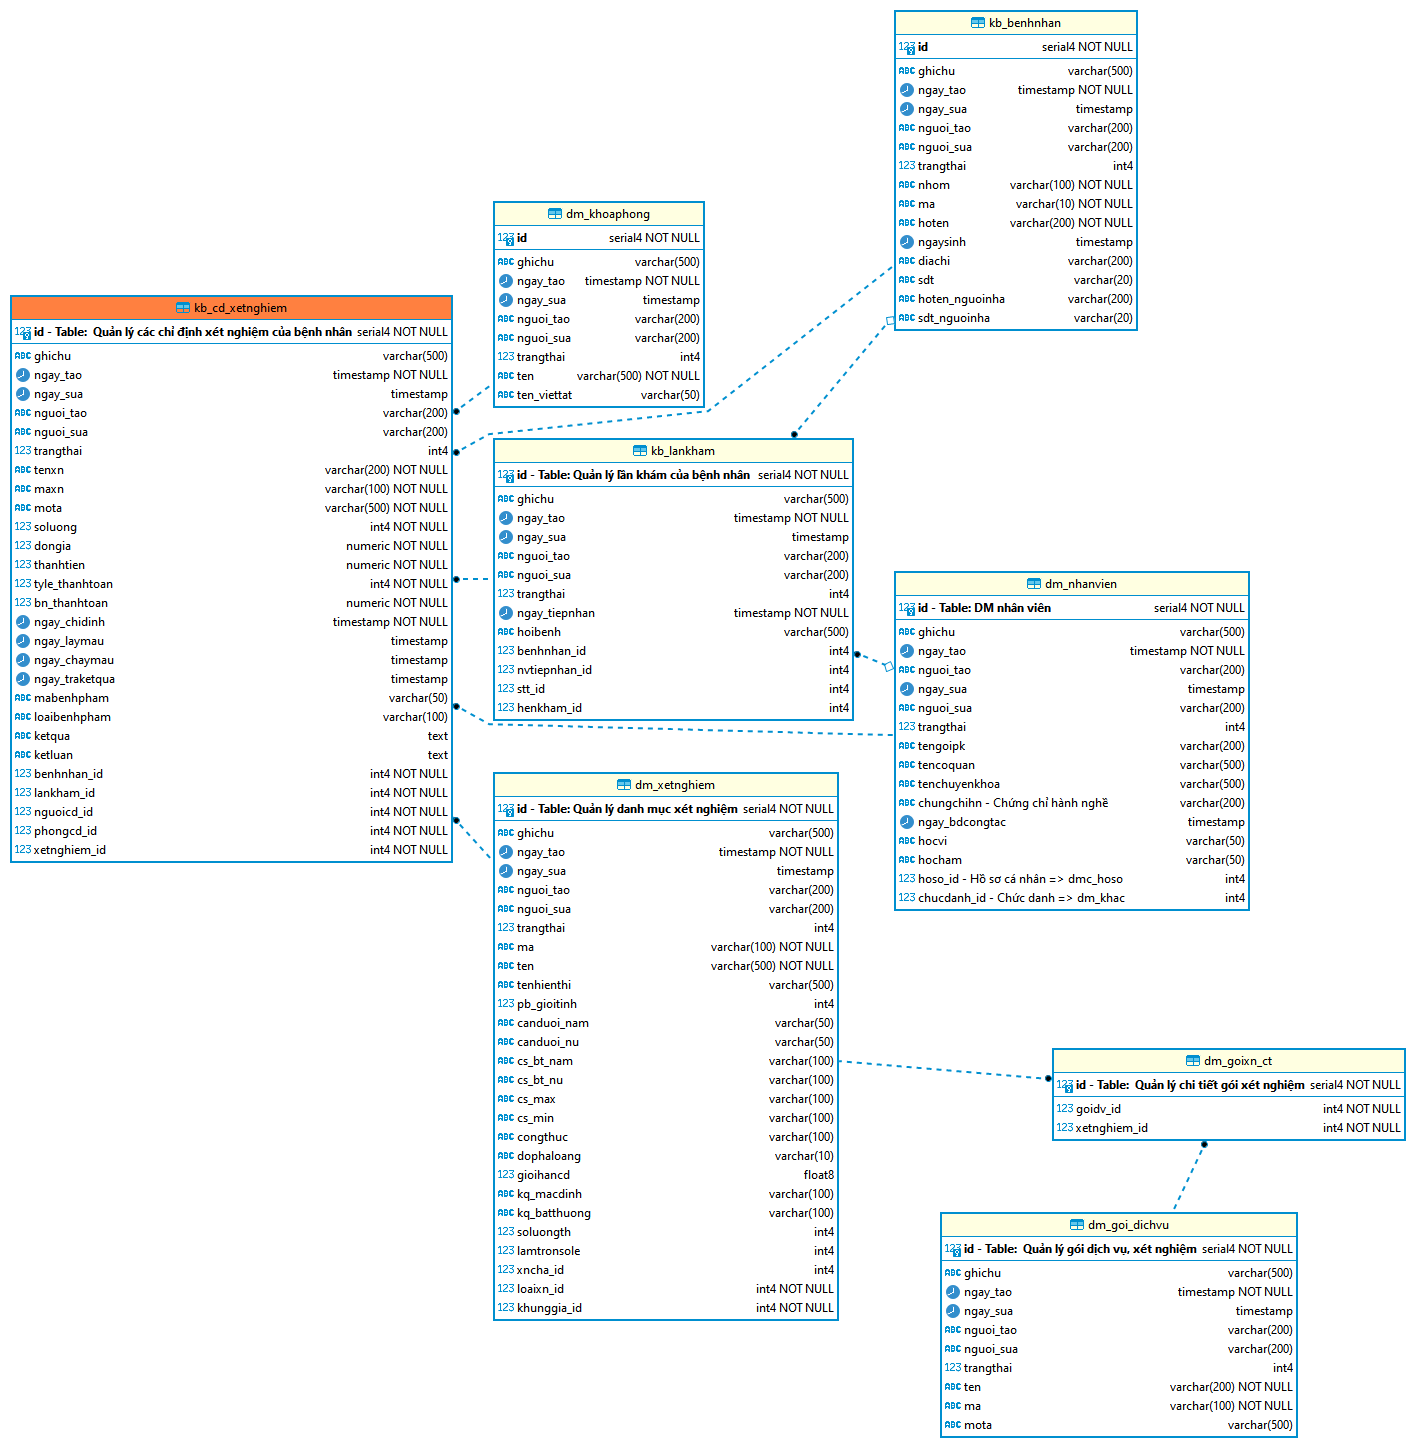 kb_benhnhan
id serial4 NOT NULL
ghichu varchar(500)
ngay_tao timestamp NOT NULL
ngay_sua timestamp
nguoi_tao varchar(200)
nguoi_sua varchar(200)
trangthai int4
nhom varchar(100) NOT NULL
ma varchar(10) NOT NULL
hoten varchar(200) NOT NULL
ngaysinh timestamp
diachi varchar(200)
sdt varchar(20)
hoten_nguoinha varchar(200)
sdt_nguoinha varchar(20)
dm_khoaphong
id serial4 NOT NULL
ghichu varchar(500)
ngay_tao timestamp NOT NULL
ngay_sua timestamp
nguoi_tao varchar(200)
nguoi_sua varchar(200)
trangthai int4
ten varchar(500) NOT NULL
ten_viettat varchar(50)
kb_cd_xetnghiem
id - Table: Quản lý các chỉ định xét nghiệm của bệnh nhân serial4 NOT NULL
ghichu varchar(500)
ngay_tao timestamp NOT NULL
ngay_sua timestamp
nguoi_tao varchar(200)
nguoi_sua varchar(200)
trangthai int4
tenxn varchar(200) NOT NULL
maxn varchar(100) NOT NULL
mota varchar(500) NOT NULL
soluong int4 NOT NULL
dongia numeric NOT NULL
thanhtien numeric NOT NULL
tyle_thanhtoan int4 NOT NULL
bn_thanhtoan numeric NOT NULL
ngay_chidinh timestamp NOT NULL
ngay_laymau timestamp
ngay_chaymau timestamp
ngay_traketqua timestamp
mabenhpham varchar(50)
loaibenhpham varchar(100)
ketqua text
ketluan text
benhnhan_id int4 NOT NULL
lankham_id int4 NOT NULL
nguoicd_id int4 NOT NULL
phongcd_id int4 NOT NULL
xetnghiem_id int4 NOT NULL
kb_lankham
id - Table: Quản lý lần khám của bệnh nhân serial4 NOT NULL
ghichu varchar(500)
ngay_tao timestamp NOT NULL
ngay_sua timestamp
nguoi_tao varchar(200)
nguoi_sua varchar(200)
trangthai int4
ngay_tiepnhan timestamp NOT NULL
hoibenh varchar(500)
benhnhan_id int4
nvtiepnhan_id int4
stt_id int4
henkham_id int4
dm_nhanvien
id - Table: DM nhân viên serial4 NOT NULL
ghichu varchar(500)
ngay_tao timestamp NOT NULL
nguoi_tao varchar(200)
ngay_sua timestamp
nguoi_sua varchar(200)
trangthai int4
tengoipk varchar(200)
tencoquan varchar(500)
tenchuyenkhoa varchar(500)
chungchihn - Chứng chỉ hành nghề varchar(200)
ngay_bdcongtac timestamp
hocvi varchar(50)
hocham varchar(50)
hoso_id - Hồ sơ cá nhân => dmc_hoso int4
chucdanh_id - Chức danh => dm_khac int4
dm_xetnghiem
id - Table: Quản lý danh mục xét nghiệm serial4 NOT NULL
ghichu varchar(500)
ngay_tao timestamp NOT NULL
ngay_sua timestamp
nguoi_tao varchar(200)
nguoi_sua varchar(200)
trangthai int4
ma varchar(100) NOT NULL
ten varchar(500) NOT NULL
tenhienthi varchar(500)
pb_gioitinh int4
canduoi_nam varchar(50)
canduoi_nu varchar(50)
cs_bt_nam varchar(100)
cs_bt_nu varchar(100)
cs_max varchar(100)
cs_min varchar(100)
congthuc varchar(100)
dophaloang varchar(10)
gioihancd float8
kq_macdinh varchar(100)
kq_batthuong varchar(100)
soluongth int4
lamtronsole int4
xncha_id int4
loaixn_id int4 NOT NULL
khunggia_id int4 NOT NULL
dm_goixn_ct
id - Table: Quản lý chi tiết gói xét nghiệm serial4 NOT NULL
goidv_id int4 NOT NULL
xetnghiem_id int4 NOT NULL
dm_goi_dichvu
id - Table: Quản lý gói dịch vụ, xét nghiệm serial4 NOT NULL
ghichu varchar(500)
ngay_tao timestamp NOT NULL
ngay_sua timestamp
nguoi_tao varchar(200)
nguoi_sua varchar(200)
trangthai int4
ten varchar(200) NOT NULL
ma varchar(100) NOT NULL
mota varchar(500)